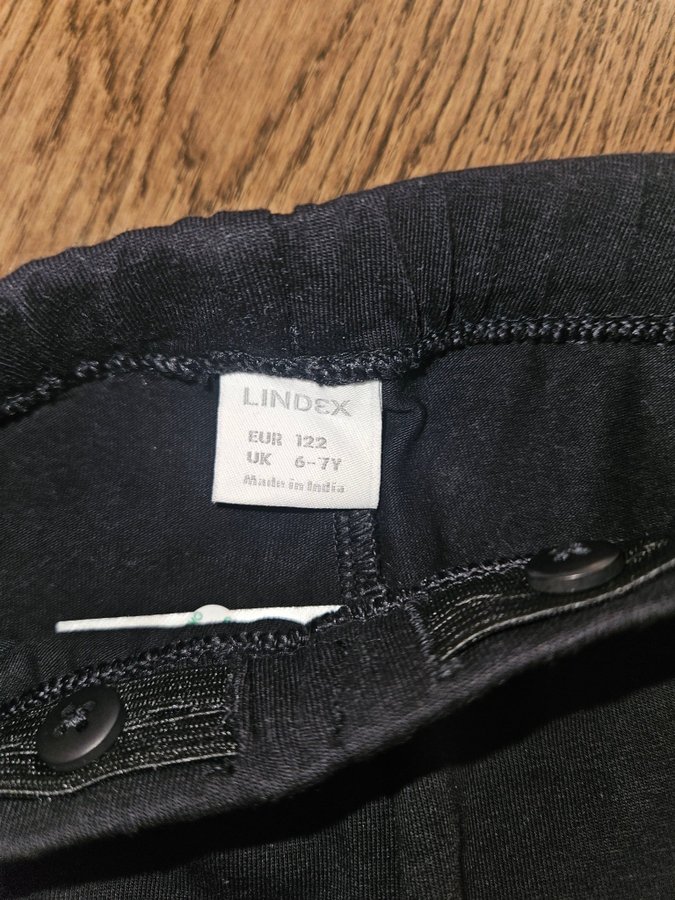 LINDEX
EUR 122
UK 6-7Y
Made in India